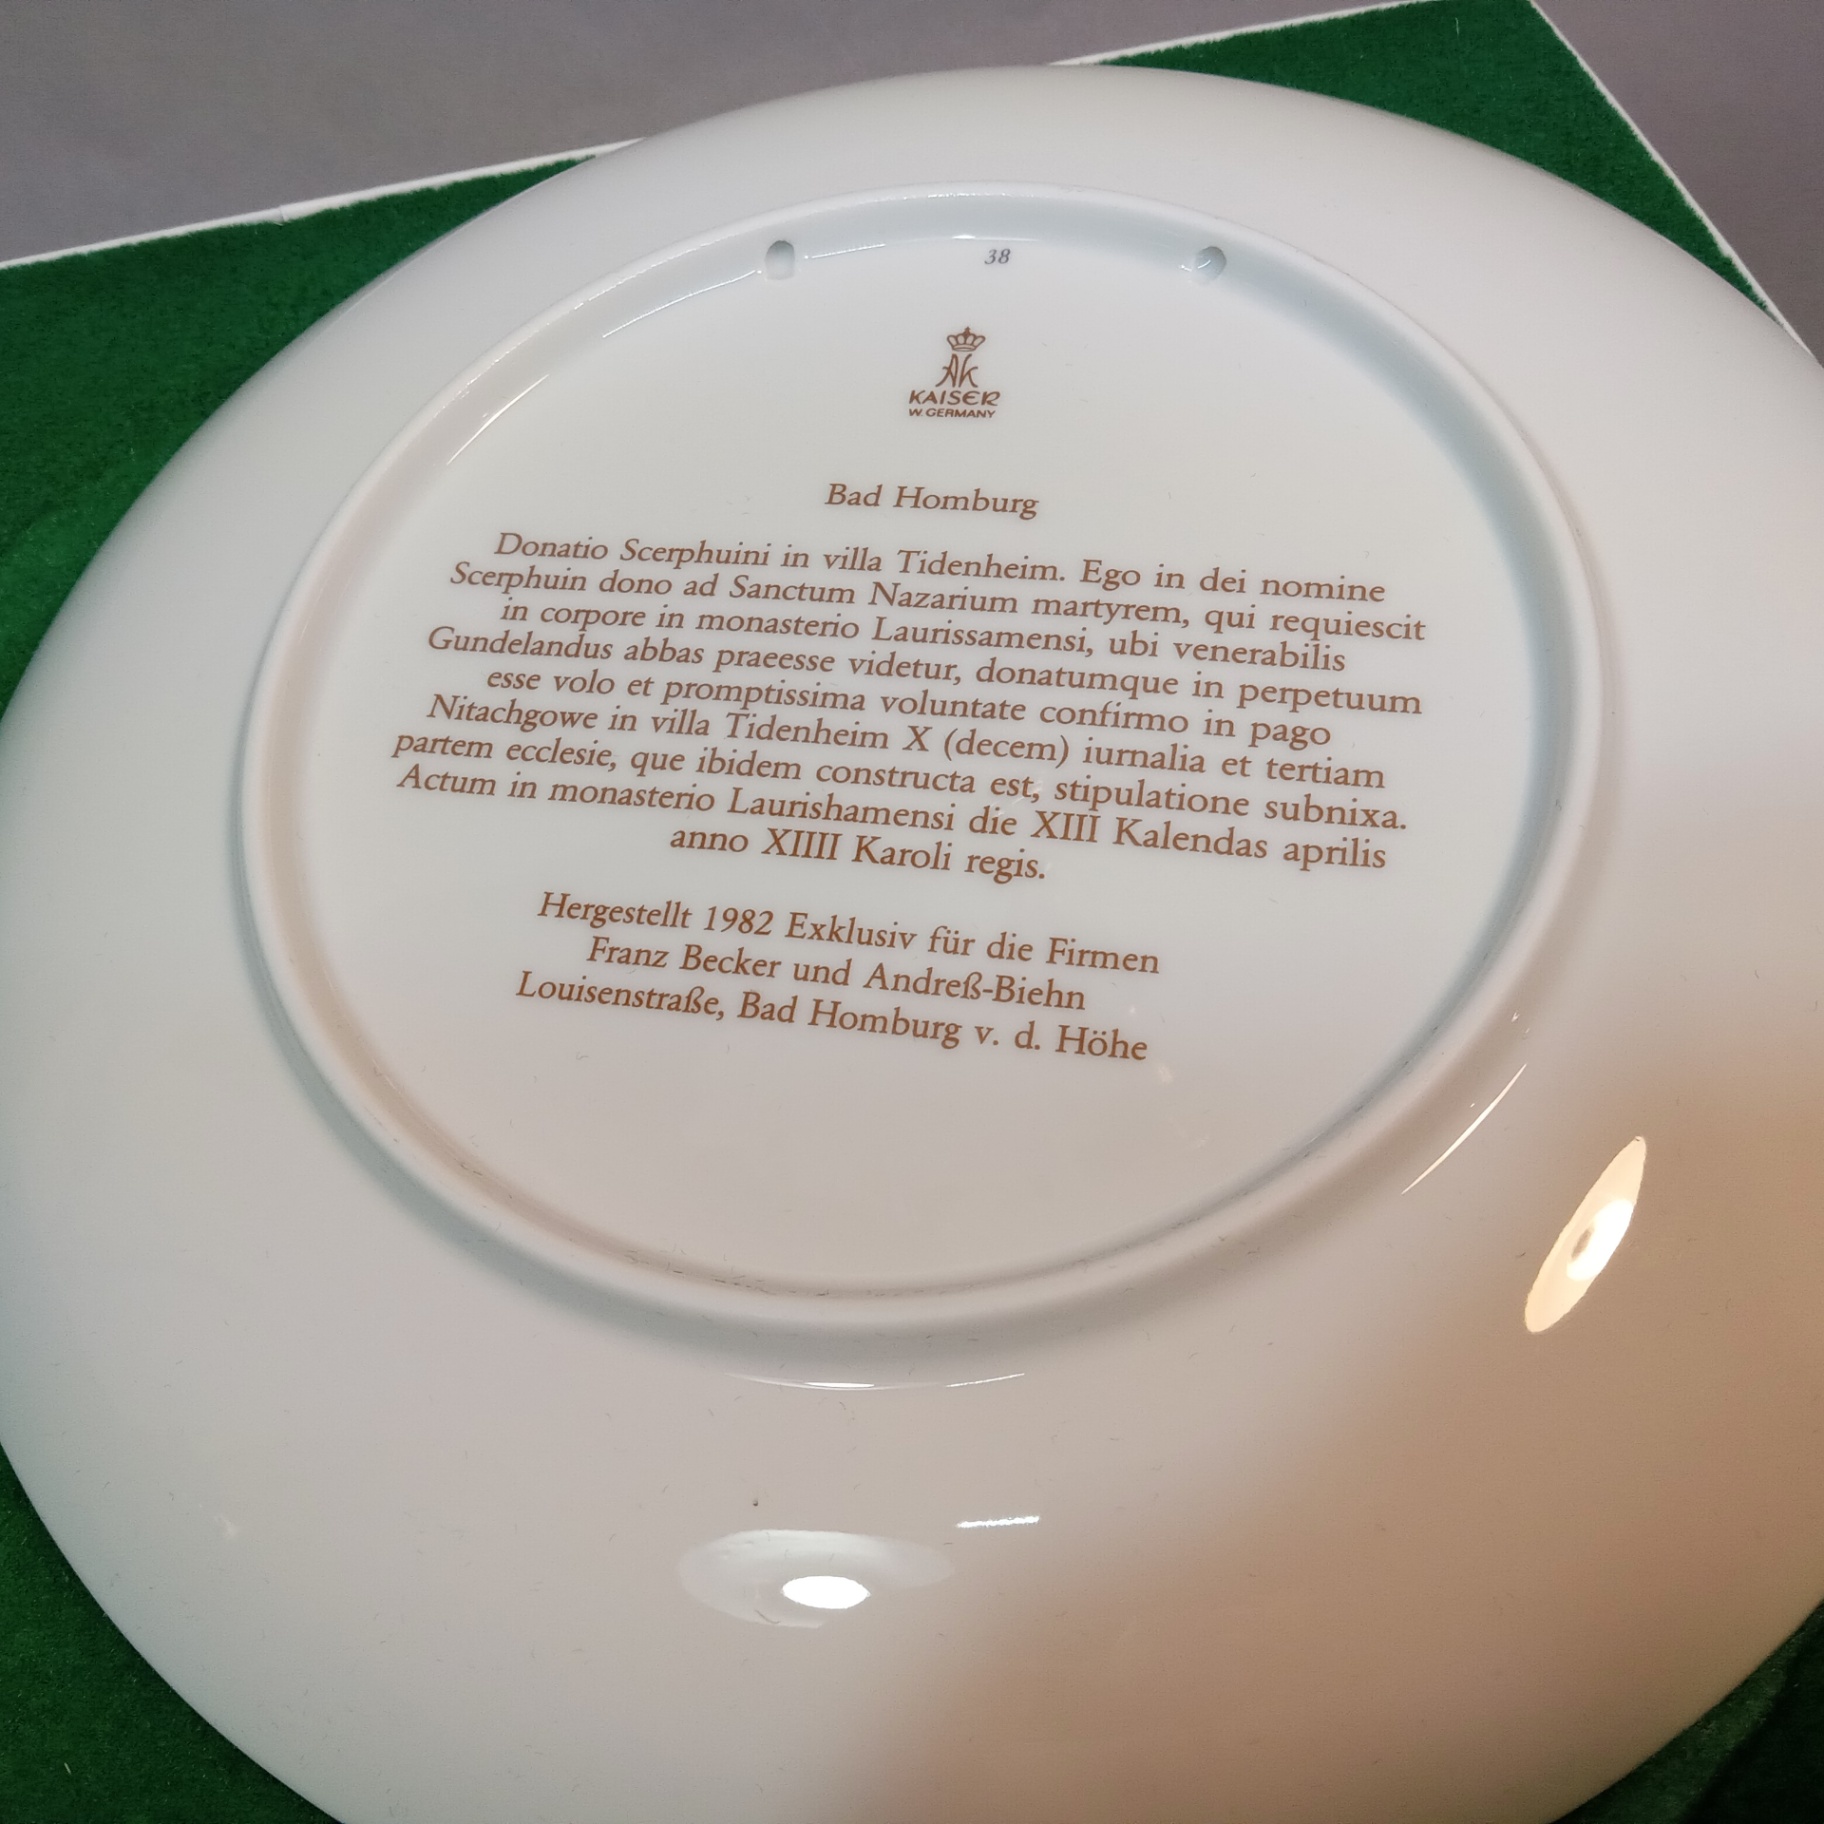 38
AK
KAISER
W. GERMANY
Bad Homburg
Donatio Scerphuini in villa Tidenheim. Ego in dei nomine
Scerphuin dono ad Sanctum Nazarium martyrem, qui requiescit
in corpore in monasterio Laurissamensi, ubi venerabilis
Gundelandus abbas praeesse videtur, donatumque in perpetuum
esse volo et promptissima voluntate confirmo in pago
Nitachgowe in villa Tidenheim X (decem) iurnalia et tertiam
partem ecclesie, que ibidem constructa est, stipulatione subnixa.
Actum in monasterio Laurishamensi die XIII Kalendas aprilis
anno XIIII Karoli regis.
Hergestellt 1982 Exklusiv für die Firmen
Franz Becker und Andreß-Biehn
Louisenstraße, Bad Homburg v. d. Höhe